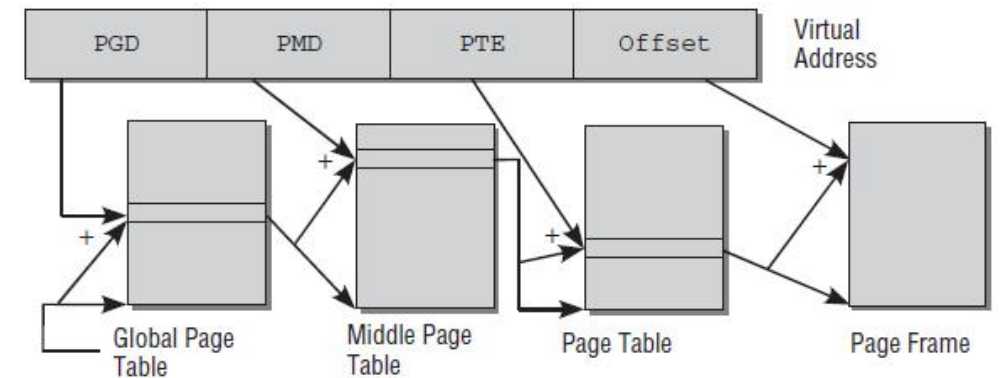 PGD PMD PTE Offset
Virtual
Address
+
+
+
+
Global Page
Table
Middle Page
Table
Page Table
Page Frame